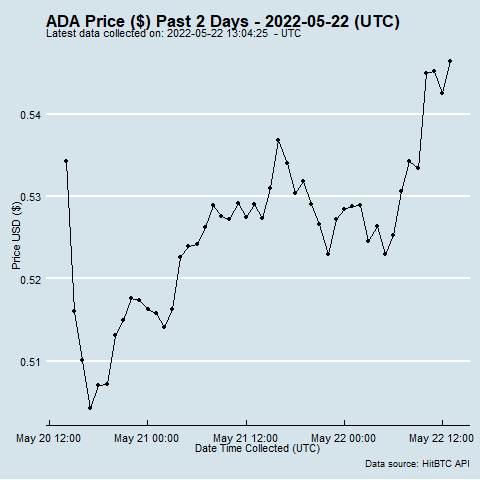 ADA Price ($) Past 2 Days - 2022-05-22 (UTC)
Latest data collected on: 2022-05-22 13:04:25 - UTC
0.54
0.53
0.52
0.51
Price USD ($)
May 20 12:00 May 21 00:00 May 21 12:00 May 22 00:00 May 22 12:00
Date Time Collected (UTC)
Data source: HitBTC API